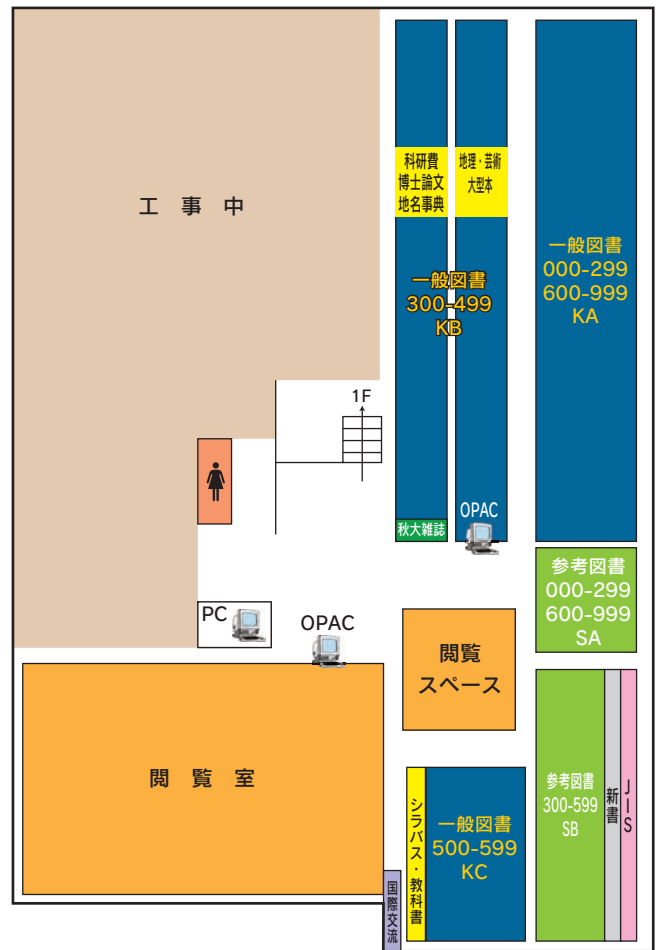 工事中
科研費
博士論文
地名事典
地理・芸術
大型本
一般図書
300-499
KB
一般図書
000-299
600-999
KA
1F
秋大雑誌
OPAC
参考図書
000-299
600-999
SA
PC
OPAC
閲覧
スペース
閲覧室
シラバス・教科書
一般図書
500-599
KC
参考図書
300-599
SB
新書
JIS
国際交流